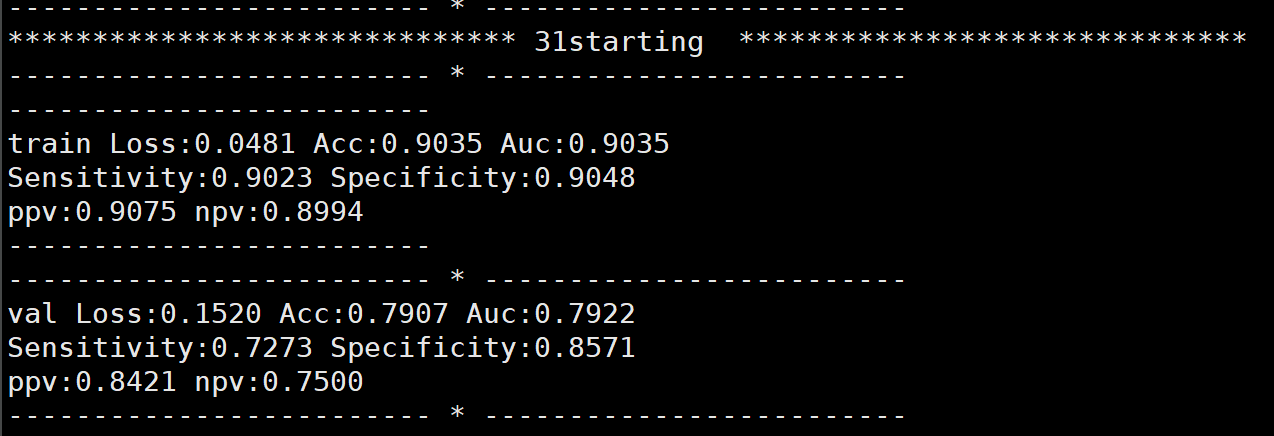 ------------------------- * -------------------------
****************************** 31starting  ******************************
------------------------- * -------------------------
-------------------------
train Loss:0.0481 Acc:0.9035 Auc:0.9035
Sensitivity:0.9023 Specificity:0.9048
ppv:0.9075 npv:0.8994
-------------------------
------------------------- * -------------------------
val Loss:0.1520 Acc:0.7907 Auc:0.7922
Sensitivity:0.7273 Specificity:0.8571
ppv:0.8421 npv:0.7500
------------------------- * -------------------------